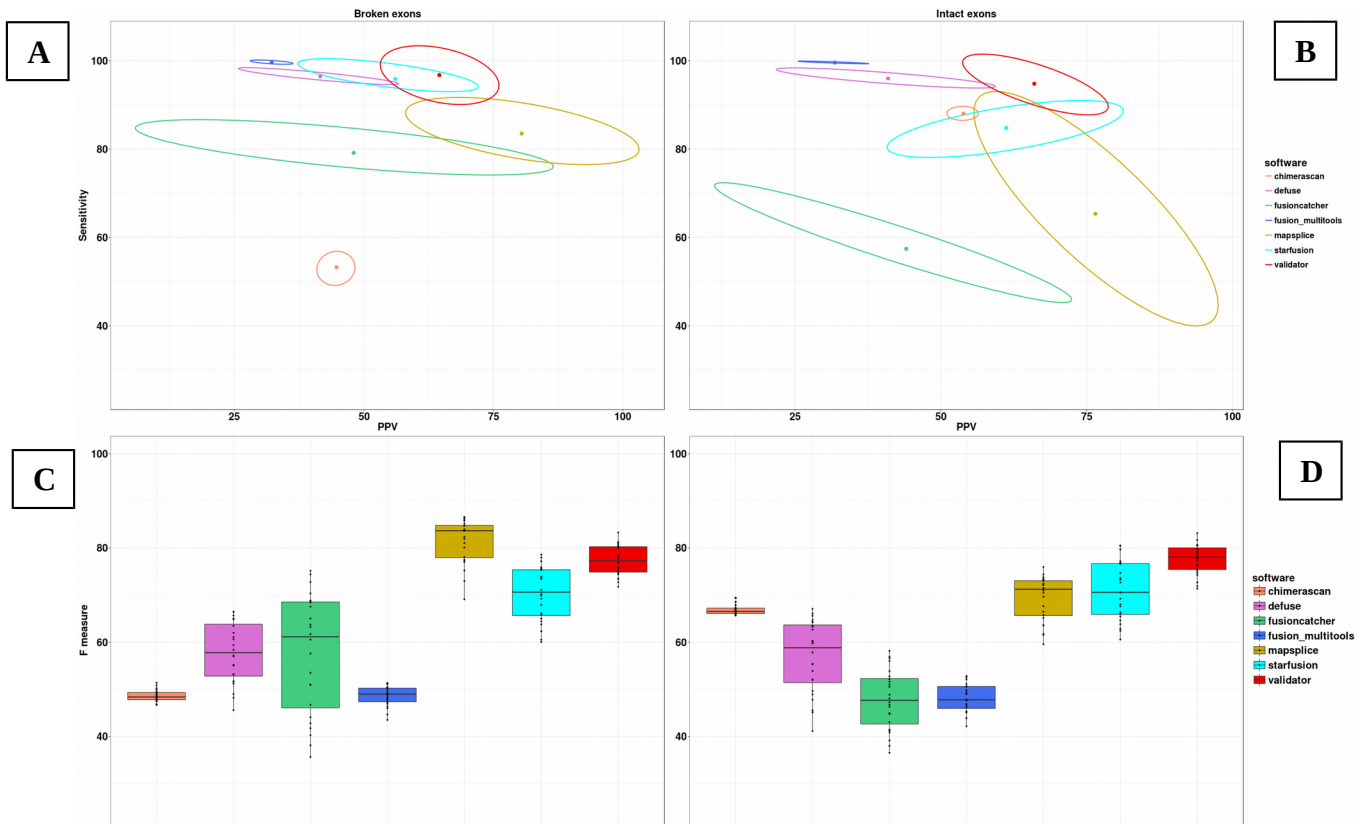 Broken exons
Intact exons
A
B
100
80
60
40
Sensitivity
25
50
75
100
PPV
100
80
60
40
25
50
75
100
PPV
software
chimerascan
defuse
fusioncatcher
fusion_multitools
mapsplice
starfusion
validator
C
D
100
80
60
40
F measure
100
80
60
40
software
chimerascan
defuse
fusioncatcher
fusion_multitools
mapsplice
starfusion
validator